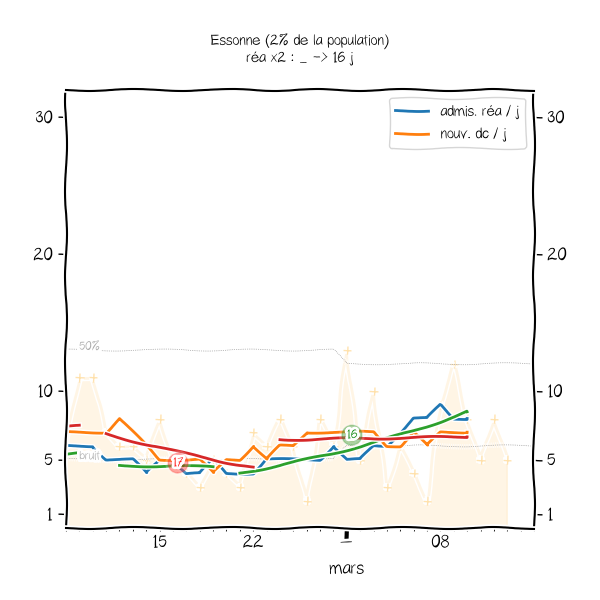 Essonne (2% de la population)
réa x2 : _ -> 16 j
admis. réa / j
nouv. dc / j
30 30
20 20
50%
10 10
16
bruit
17
5 5
1 1
15 22 _ 08
mars